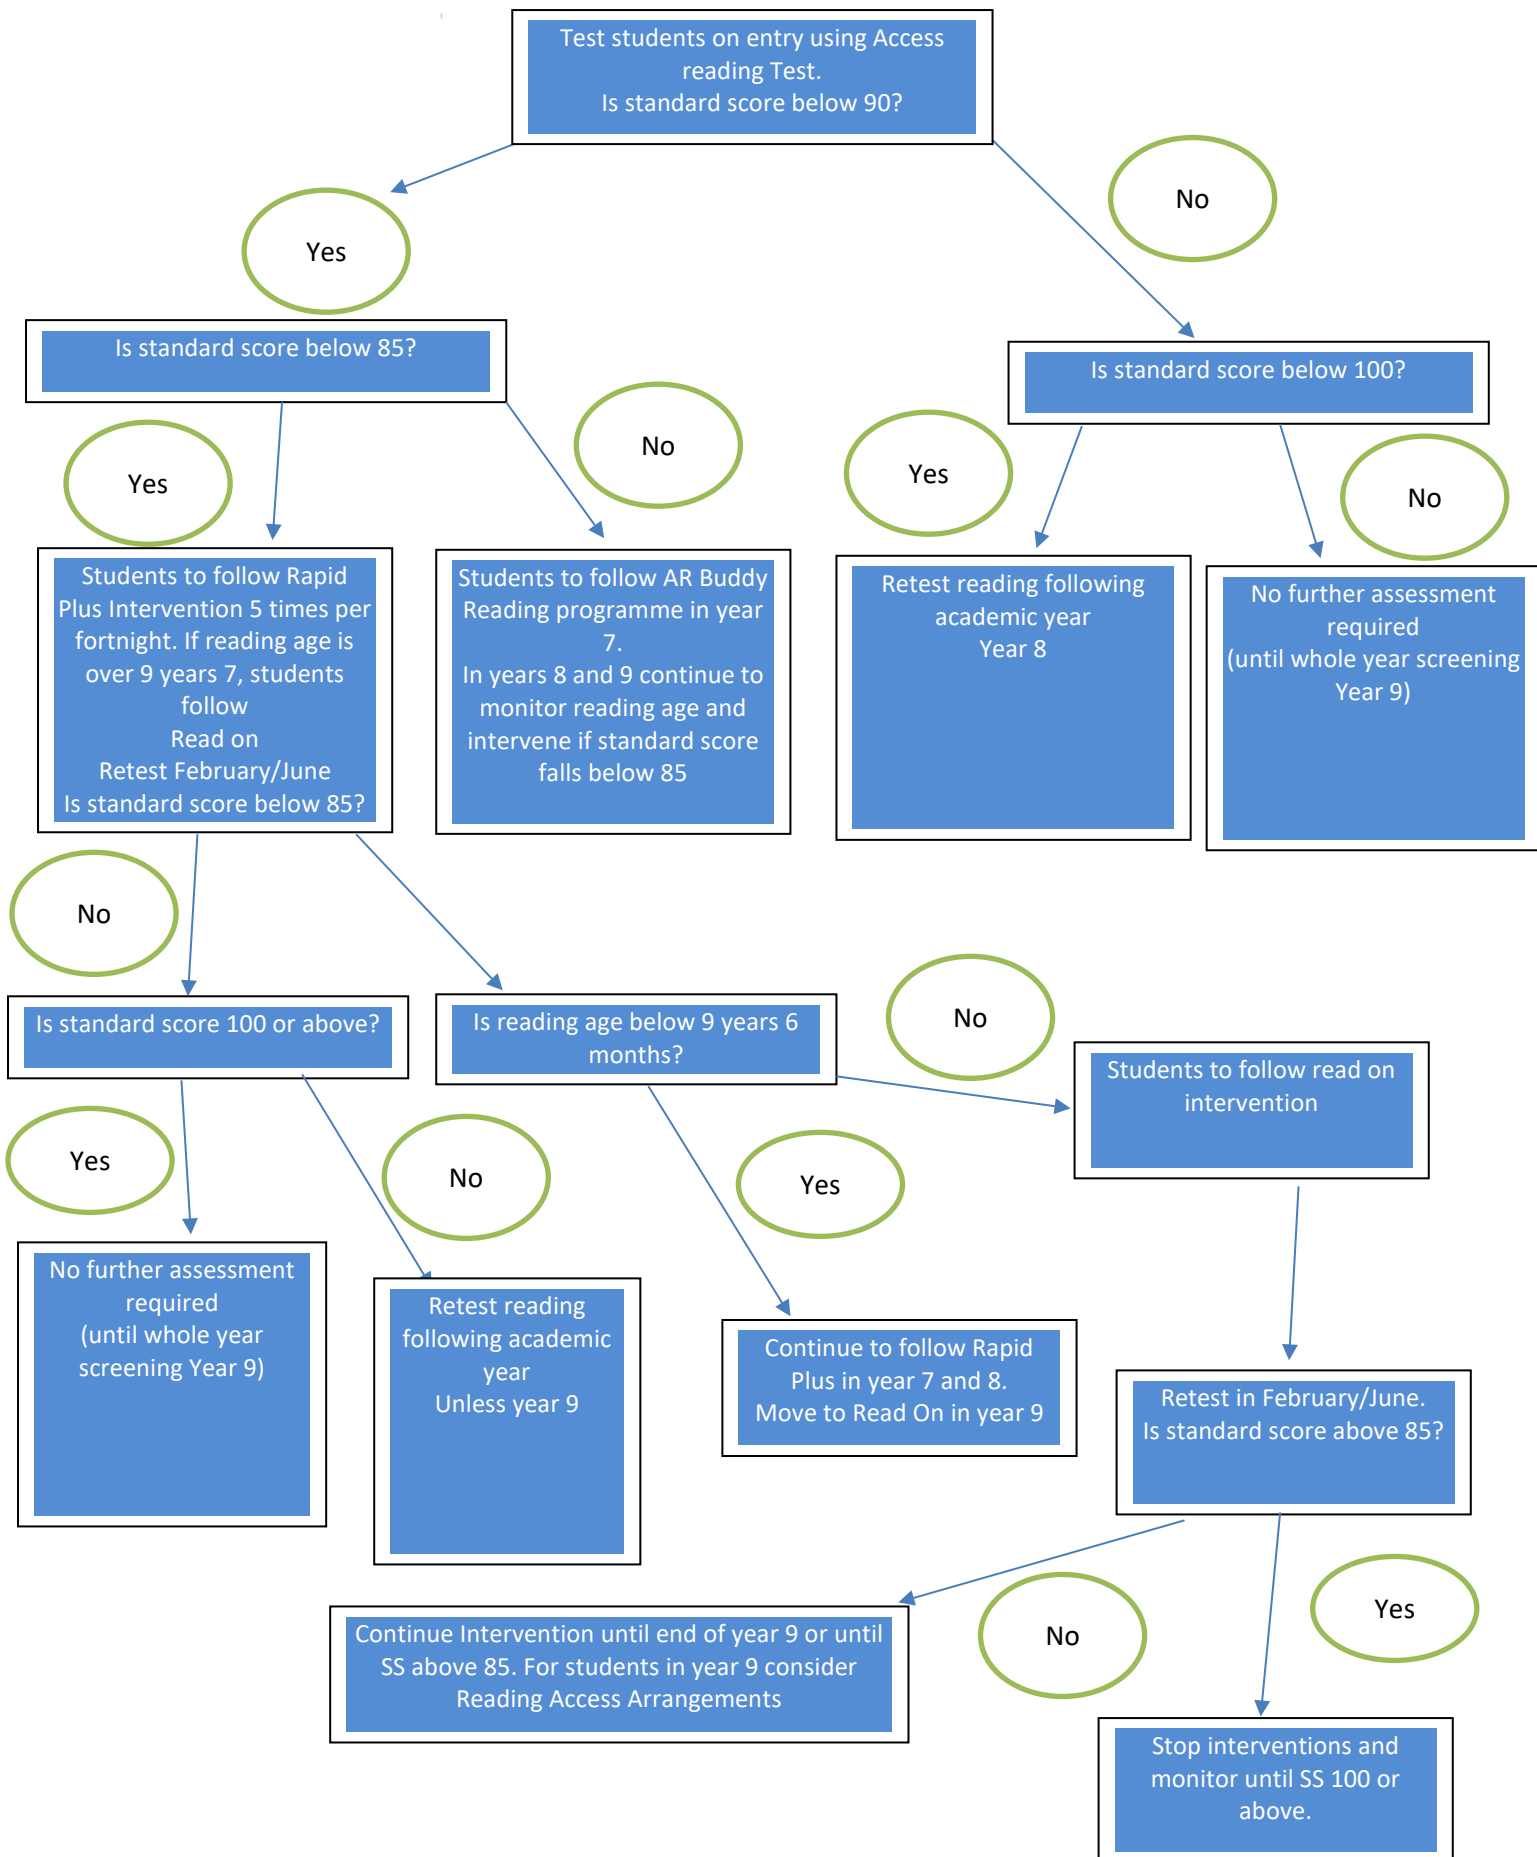 Test students on entry using Access
reading Test.
Is standard score below 90?
Yes
No
Is standard score below 85?
Is standard score below 100?
Yes
No
Yes
No
Students to follow Rapid
Plus Intervention 5 times per
fortnight. If reading age is
over 9 years 7, students
follow
Read on
Retest February/June
Is standard score below 85?
Students to follow AR Buddy
Reading programme in year
7.
In years 8 and 9 continue to
monitor reading age and
intervene if standard score
falls below 85
Retest reading following
academic year
Year 8
No further assessment
required
(until whole year screening
Year 9)
No
Is standard score 100 or above?
Is reading age below 9 years 6
months?
No
Students to follow read on
intervention
Yes
No
Yes
No further assessment
required
(until whole year
screening Year 9)
Retest reading
following academic
year
Unless year 9
Continue to follow Rapid
Plus in year 7 and 8.
Move to Read On in year 9
Retest in February/June.
Is standard score above 85?
Continue Intervention until end of year 9 or until
SS above 85. For students in year 9 consider
Reading Access Arrangements
No
Yes
Stop interventions and
monitor until SS 100 or
above.